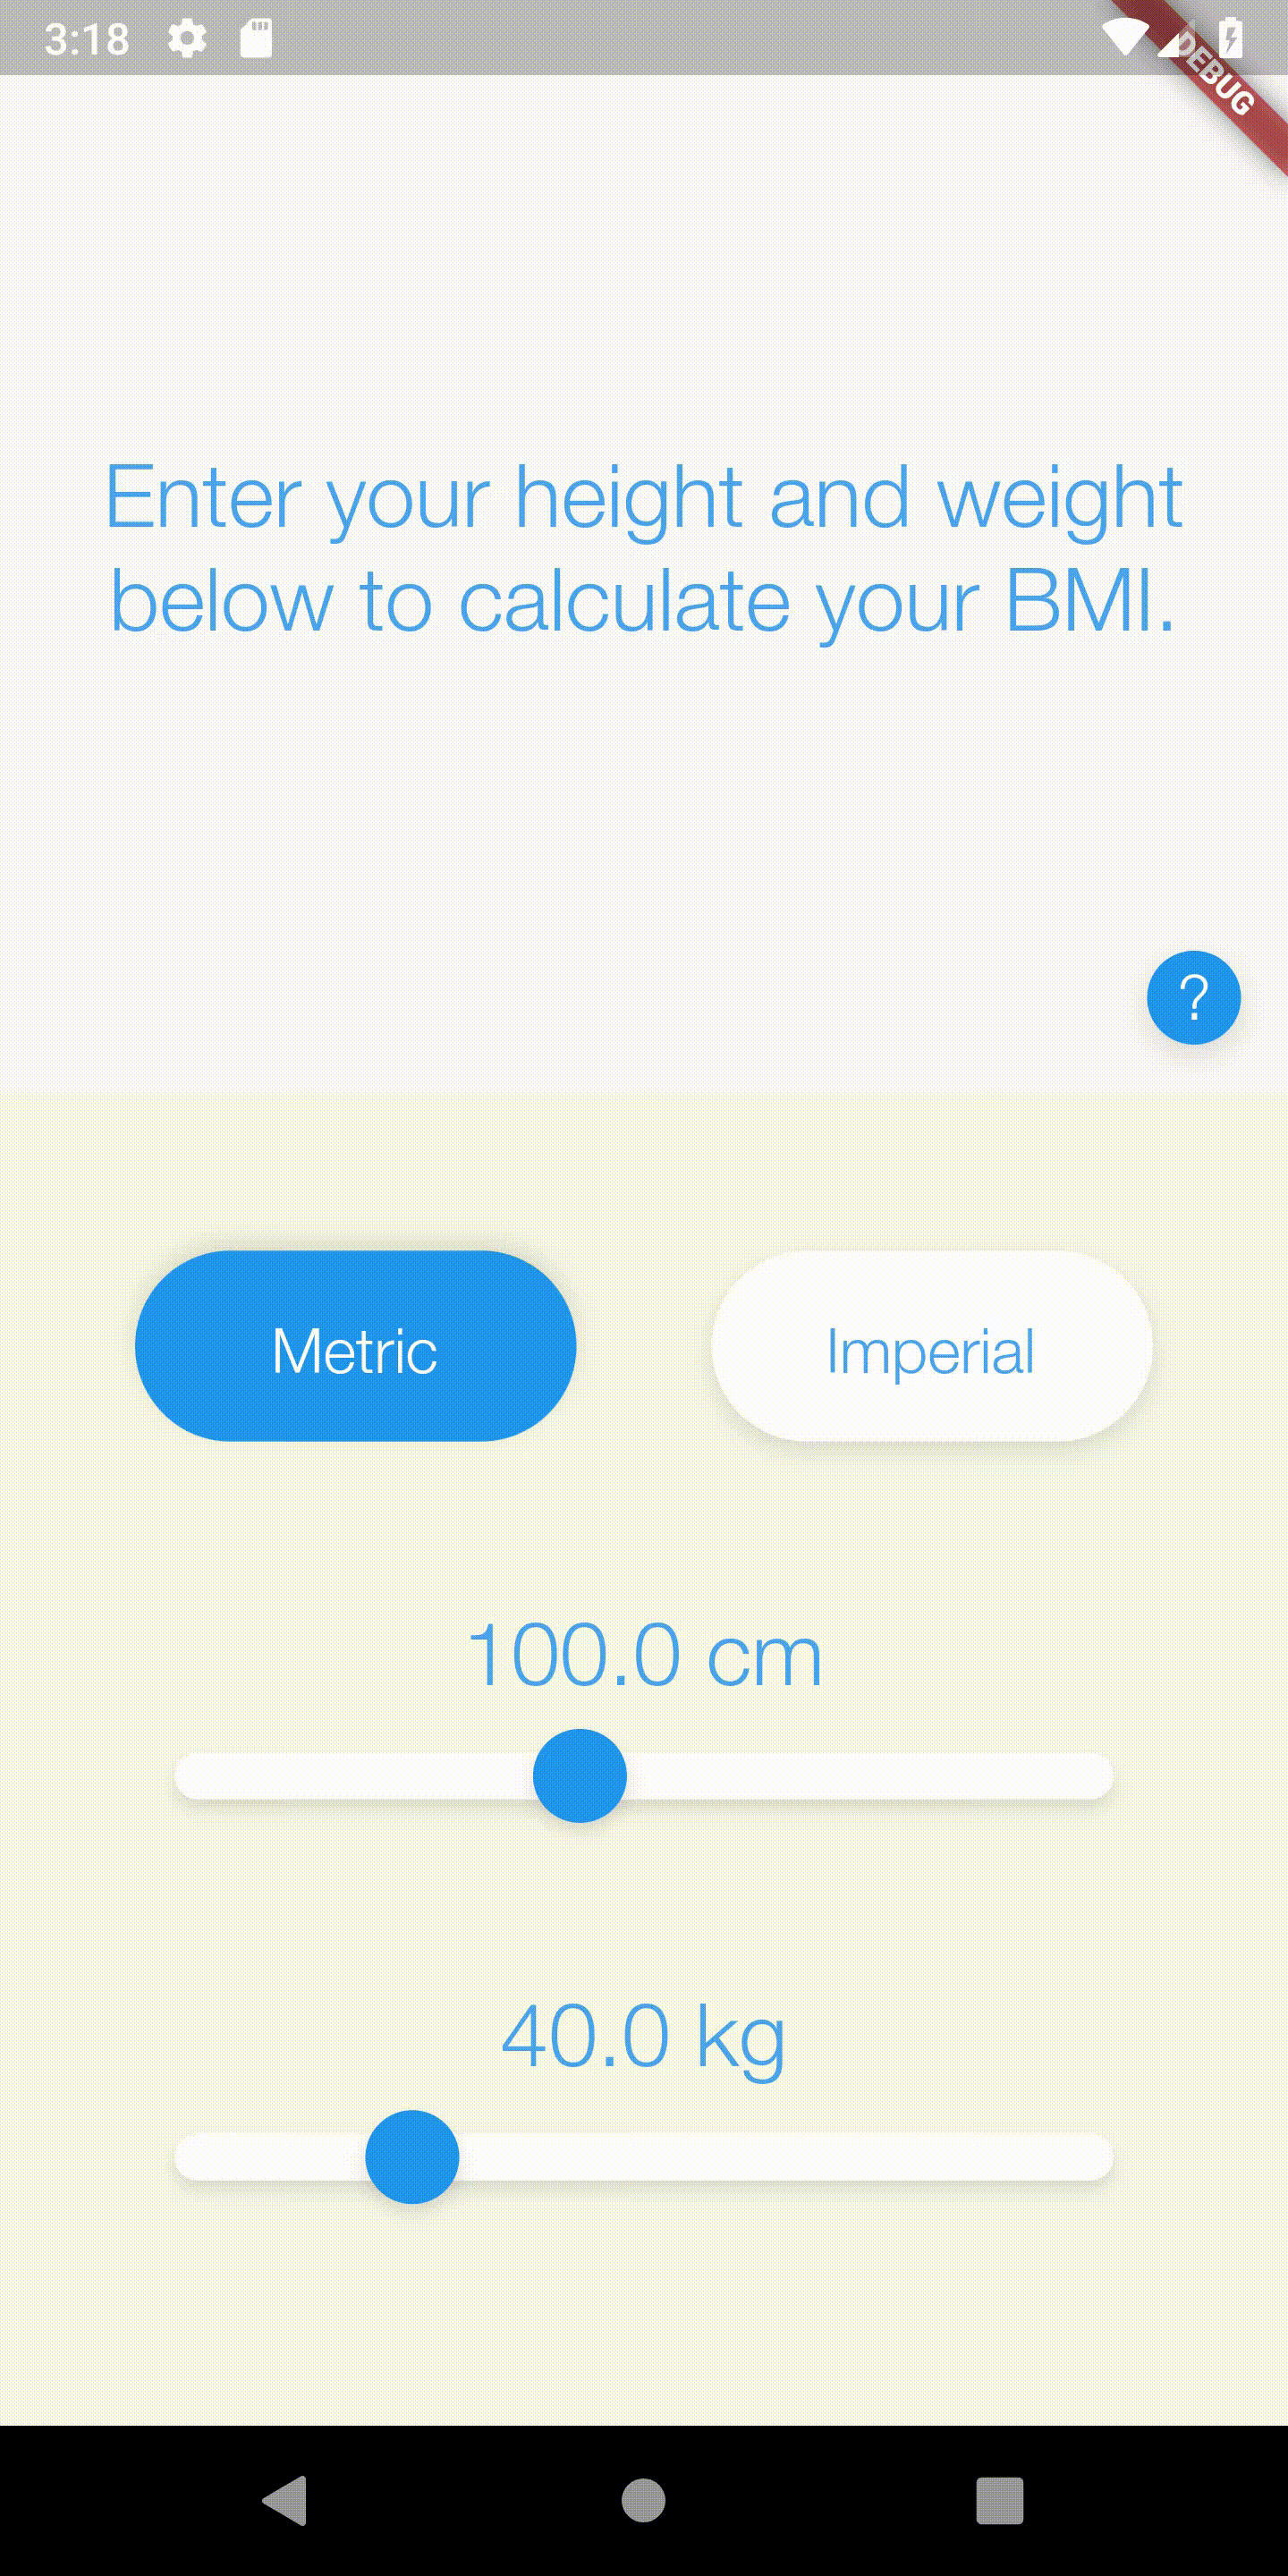 3:18
DEBUG
Enter your height and weight
below to calculate your BMI.
?
Metric
Imperial
100.0 cm
40.0 kg